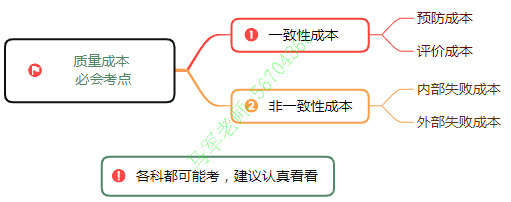 质量成本
必会考点
1 一致性成本
预防成本
评价成本
2 非一致性成本
内部失败成本
外部失败成本
! 各科都可能考，建议认真看看